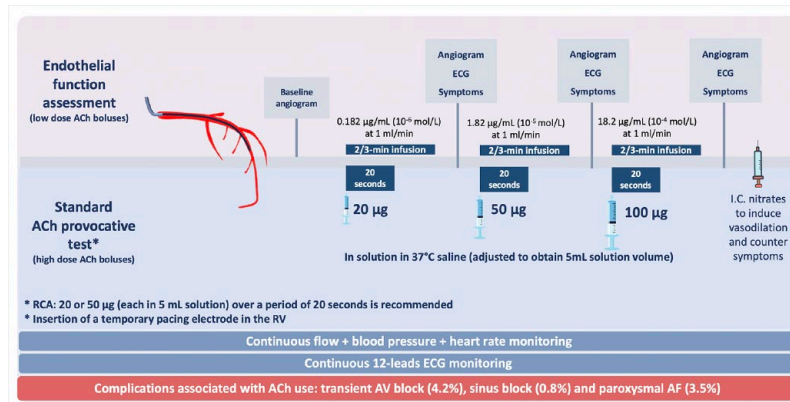 Endothelial
function
assessment
(low dose ACh boluses)
Baseline
angiogram
Angiogram
ECG
Symptoms
Angiogram
ECG
Symptoms
Angiogram
ECG
Symptoms
0.182 µg/mL (10⁻⁶ mol/L)
at 1 ml/min
2/3-min infusion
1.82 µg/mL (10⁻⁵ mol/L)
at 1 ml/min
2/3-min infusion
18.2 µg/mL (10⁻⁴ mol/L)
at 1 ml/min
2/3-min infusion
Standard
ACh provocative
test*
(high dose ACh boluses)
20
seconds
20 µg
20
seconds
50 µg
20
seconds
100 µg
I.C. nitrates
to induce
vasodilation
and counter
symptoms
In solution in 37°C saline (adjusted to obtain 5mL solution volume)
* RCA: 20 or 50 µg (each in 5 mL solution) over a period of 20 seconds is recommended
* Insertion of a temporary pacing electrode in the RV
Continuous flow + blood pressure + heart rate monitoring
Continuous 12-leads ECG monitoring
Complications associated with ACh use: transient AV block (4.2%), sinus block (0.8%) and paroxysmal AF (3.5%)